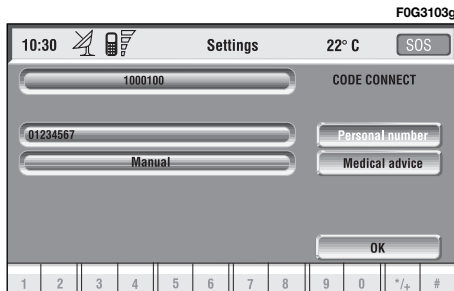 F0G3103g
10:30 Settings 22° C SOS
1000100 CODE CONNECT
01234567 Personal number
Manual Medical advice
OK
1 2 3 4 5 6 7 8 9 0 */+ #